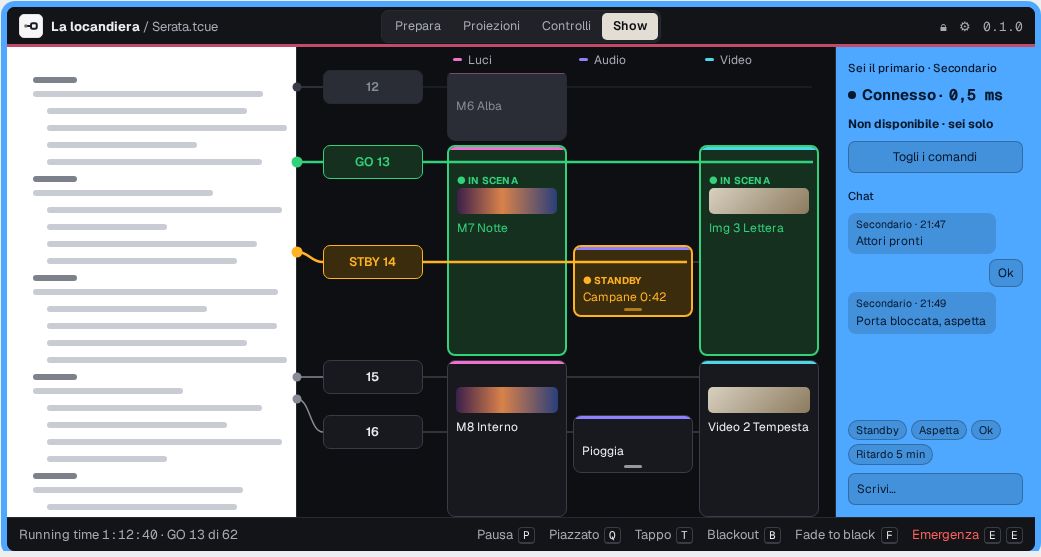 La locandiera / Serata.tcue
Prepara Proiezioni Controlli Show
0.1.0
Luci Audio Video
12
M6 Alba
GO 13
IN SCENA
M7 Notte
IN SCENA
Img 3 Lettera
STBY 14
STANDBY
Campane 0:42
15
M8 Interno
Video 2 Tempesta
16
Pioggia
Sei il primario · Secondario
Connesso · 0,5 ms
Non disponibile · sei solo
Togli i comandi
Chat
Secondario · 21:47
Attori pronti
Ok
Secondario · 21:49
Porta bloccata, aspetta
Standby Aspetta Ok
Ritardo 5 min
Scrivi…
Running time 1:12:40 · GO 13 di 62
Pausa P Piazzato Q Tappo T Blackout B Fade to black F Emergenza E E